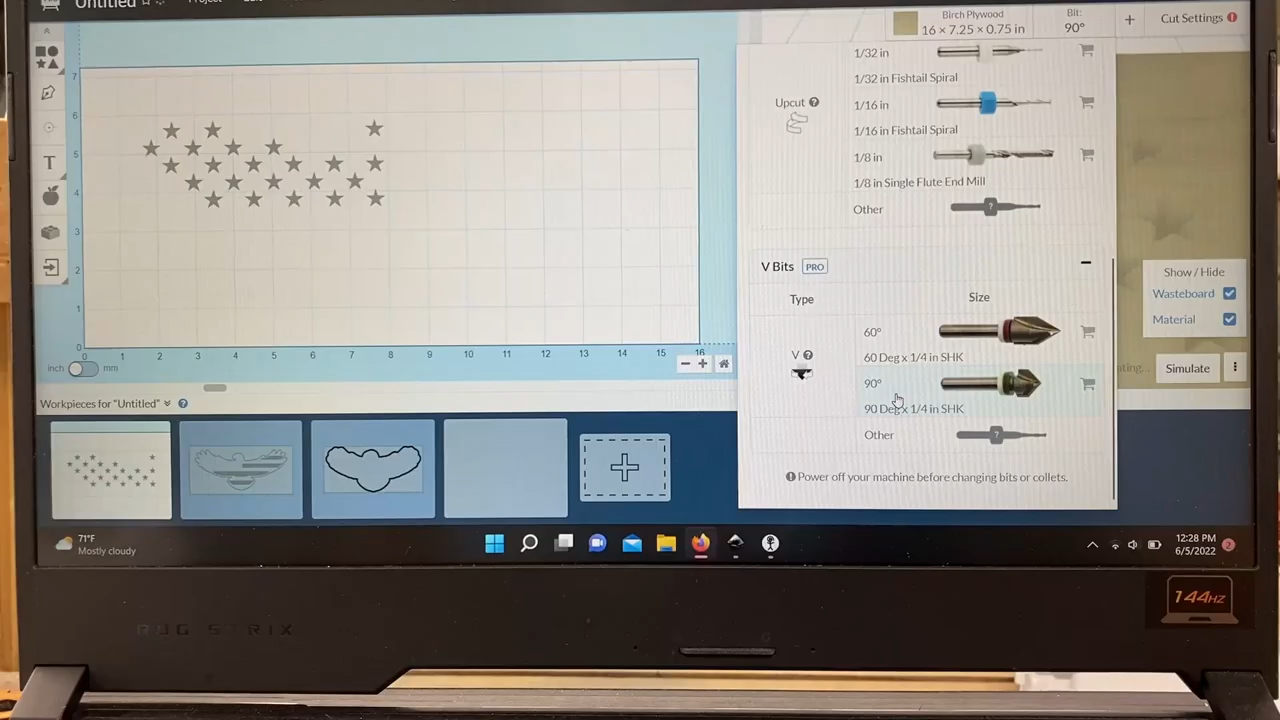 Untitled
Project
Birch Plywood
16 × 7.25 × 0.75 in
Bit:
90°
+
Cut Settings
1/32 in
1/32 in Fishtail Spiral
Upcut
1/16 in
1/16 in Fishtail Spiral
1/8 in
1/8 in Single Flute End Mill
Other
V Bits PRO
Type
Size
60°
60 Deg x 1/4 in SHK
V
90°
90 Deg x 1/4 in SHK
Other
Power off your machine before changing bits or collets.
Show / Hide
Wasteboard
Material
Simulate
7
6
5
4
3
2
1
0
0 1 2 3 4 5 6 7 8 9 10 11 12 13 14 15 16
inch mm
T
Workpieces for "Untitled"
71°F
Mostly cloudy
12:28 PM
6/5/2022
2
144HZ
ROG STRIX